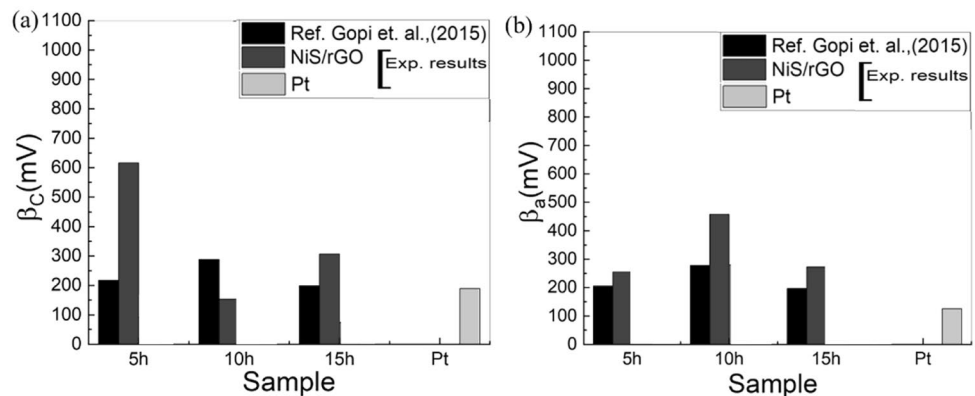 (a)
1100
1000
900
800
700
600
500
400
300
200
100
0
βC(mV)
Ref. Gopi et. al.,(2015)
NiS/rGO
Exp. results
Pt
5h 10h 15h Pt
Sample
(b)
1100
1000
900
800
700
600
500
400
300
200
100
0
βa(mV)
Ref. Gopi et. al.,(2015)
NiS/rGO
Exp. results
Pt
5h 10h 15h Pt
Sample